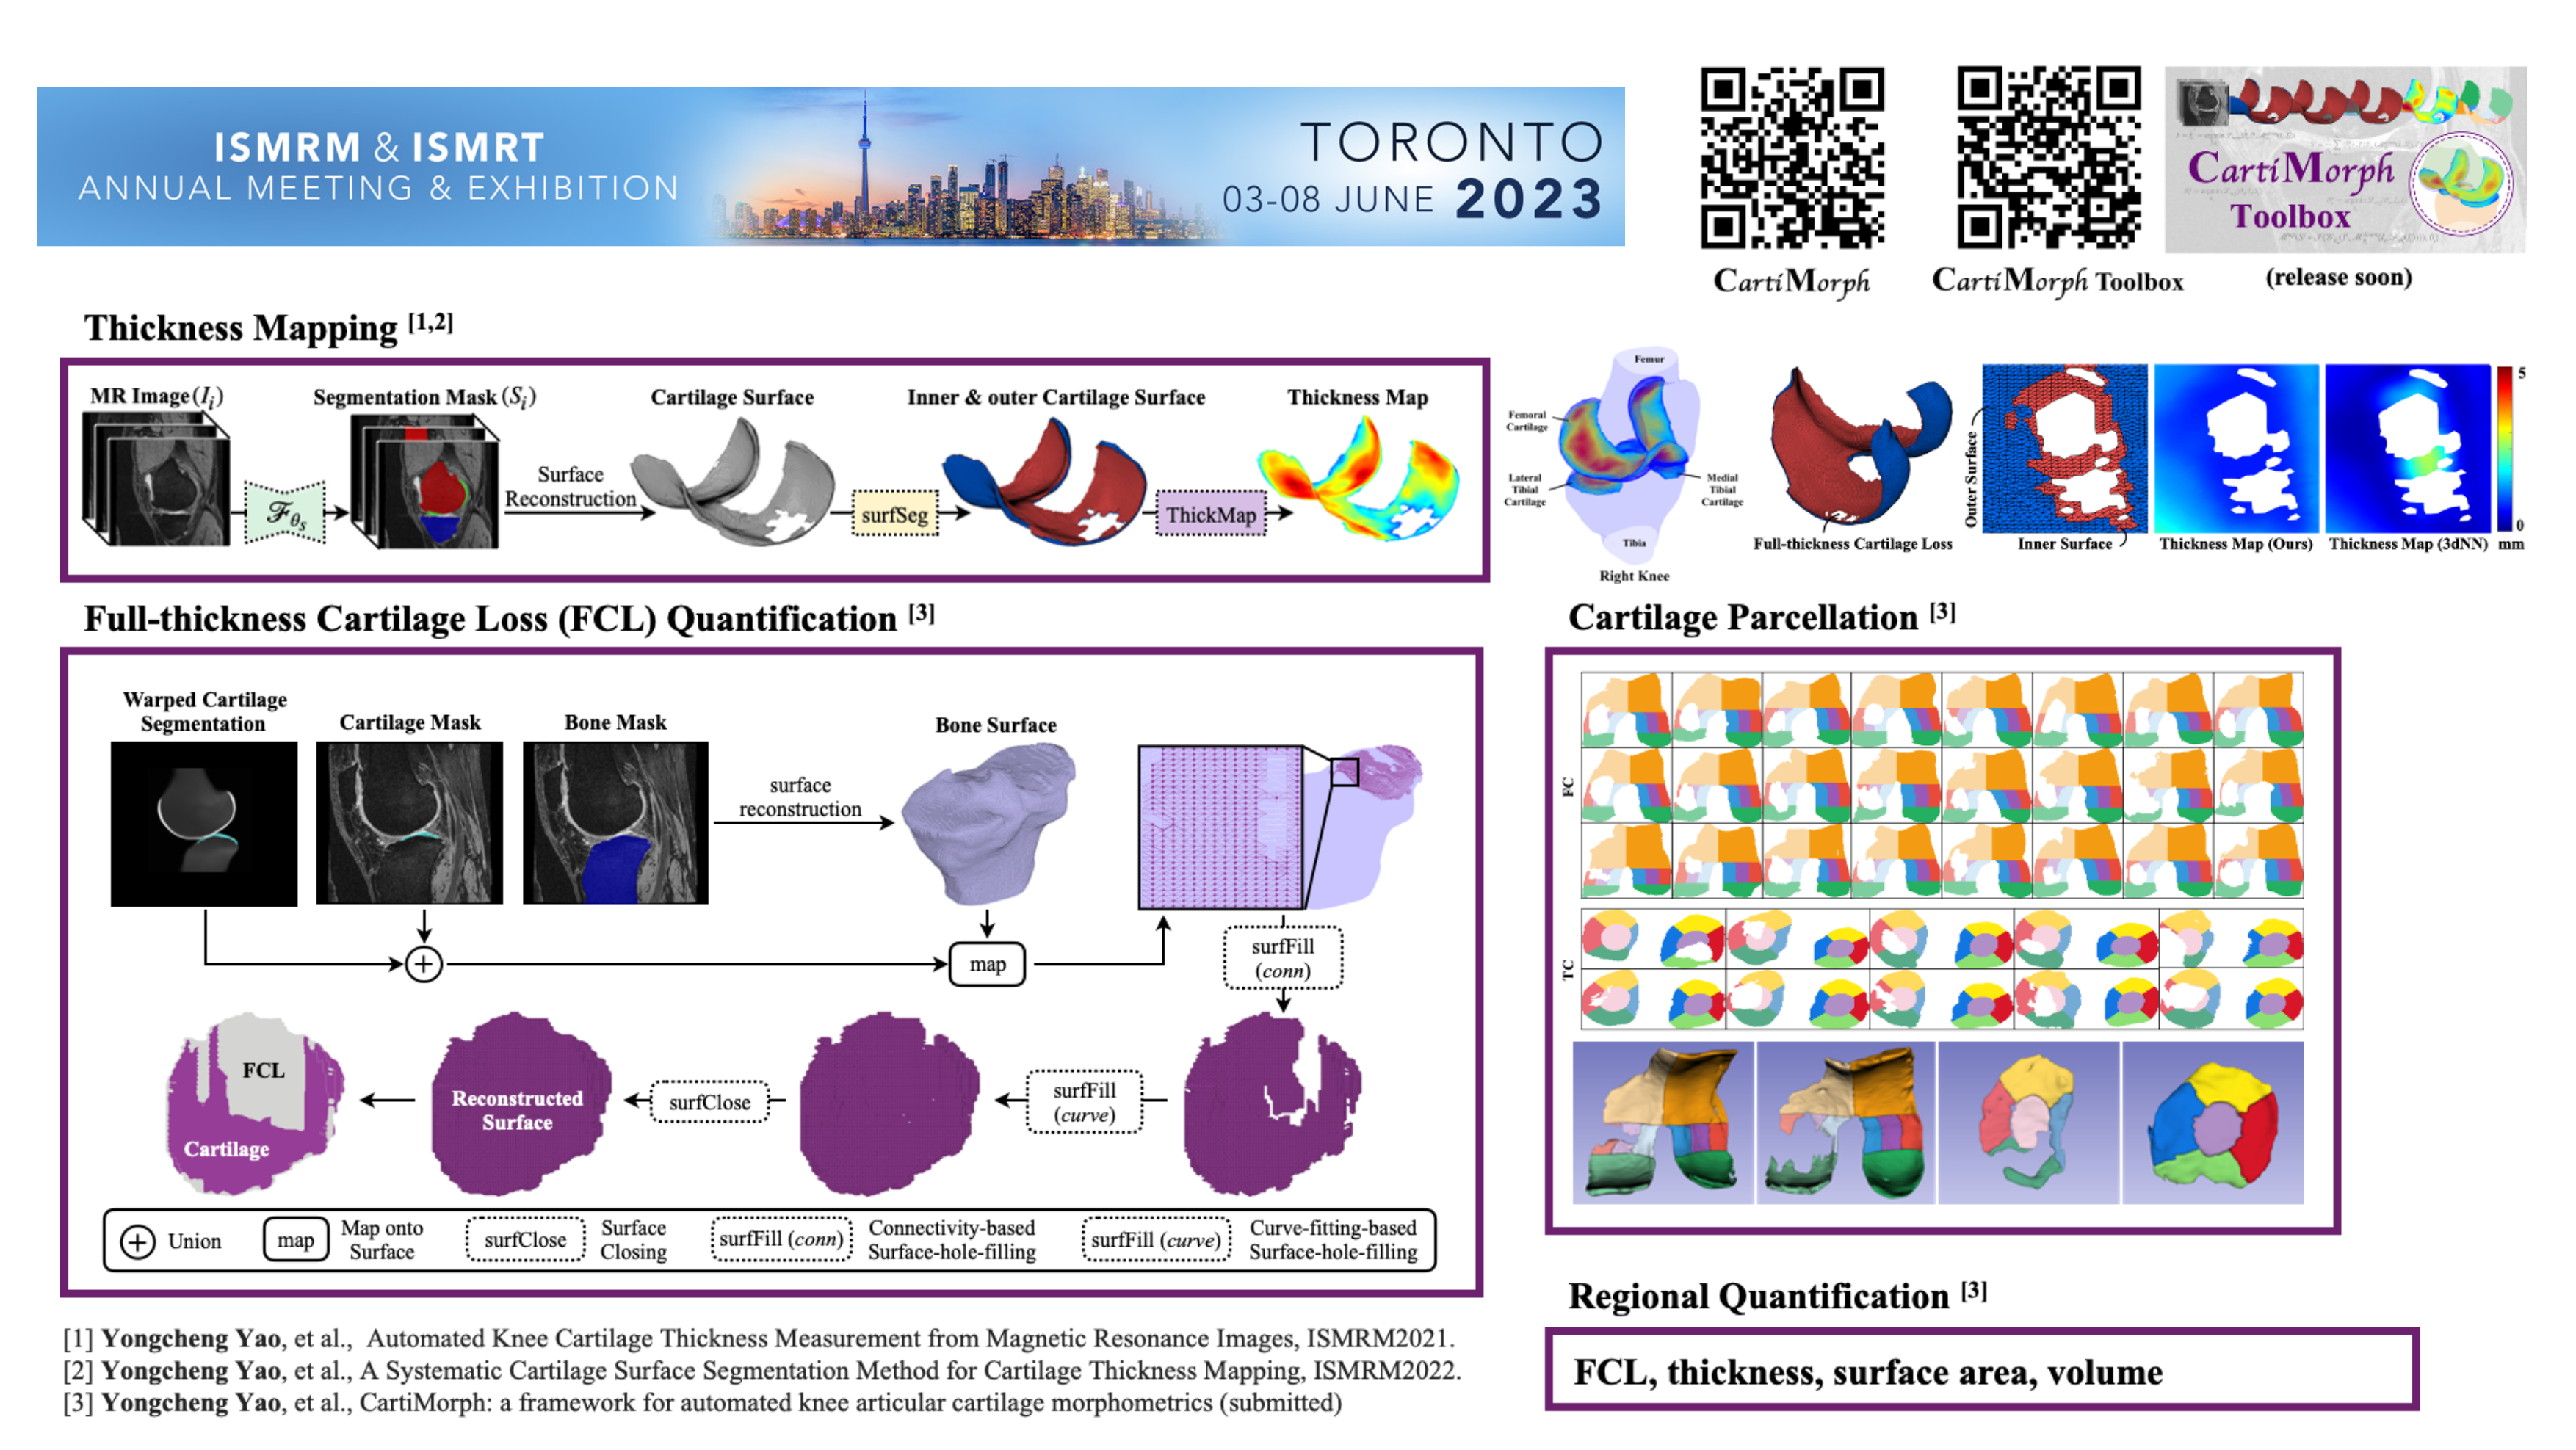 ISMRM & ISMRT
ANNUAL MEETING & EXHIBITION
TORONTO
03-08 JUNE 2023
CartiMorph
CartiMorph Toolbox
CartiMorph
Toolbox
(release soon)
Thickness Mapping [1,2]
MR Image (Iᵢ)
Segmentation Mask (Sᵢ)
Cartilage Surface
Inner & outer Cartilage Surface
Thickness Map
ℱθₛ
Surface
Reconstruction
surfSeg
ThickMap
Femur
Femoral
Cartilage
Lateral
Tibial
Cartilage
Medial
Tibial
Cartilage
Tibia
Right Knee
Full-thickness Cartilage Loss
Outer Surface
Inner Surface
Thickness Map (Ours)
Thickness Map (3dNN)
5
0
mm
Full-thickness Cartilage Loss (FCL) Quantification [3]
Warped Cartilage
Segmentation
Cartilage Mask
Bone Mask
surface
reconstruction
Bone Surface
+
map
surfFill
(conn)
FCL
Cartilage
Reconstructed
Surface
surfClose
surfFill
(curve)
+ Union
map
Map onto
Surface
surfClose
Surface
Closing
surfFill (conn)
Connectivity-based
Surface-hole-filling
surfFill (curve)
Curve-fitting-based
Surface-hole-filling
Cartilage Parcellation [3]
FC
TC
Regional Quantification [3]
FCL, thickness, surface area, volume
[1] Yongcheng Yao, et al., Automated Knee Cartilage Thickness Measurement from Magnetic Resonance Images, ISMRM2021.
[2] Yongcheng Yao, et al., A Systematic Cartilage Surface Segmentation Method for Cartilage Thickness Mapping, ISMRM2022.
[3] Yongcheng Yao, et al., CartiMorph: a framework for automated knee articular cartilage morphometrics (submitted)